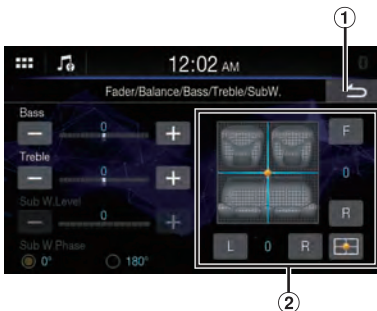 ①
12:02 AM
Fader/Balance/Bass/Treble/SubW.
Bass
0
Treble
0
Sub W.Level
0
Sub W.Phase
0° 180°
F
0
R
L 0 R
②